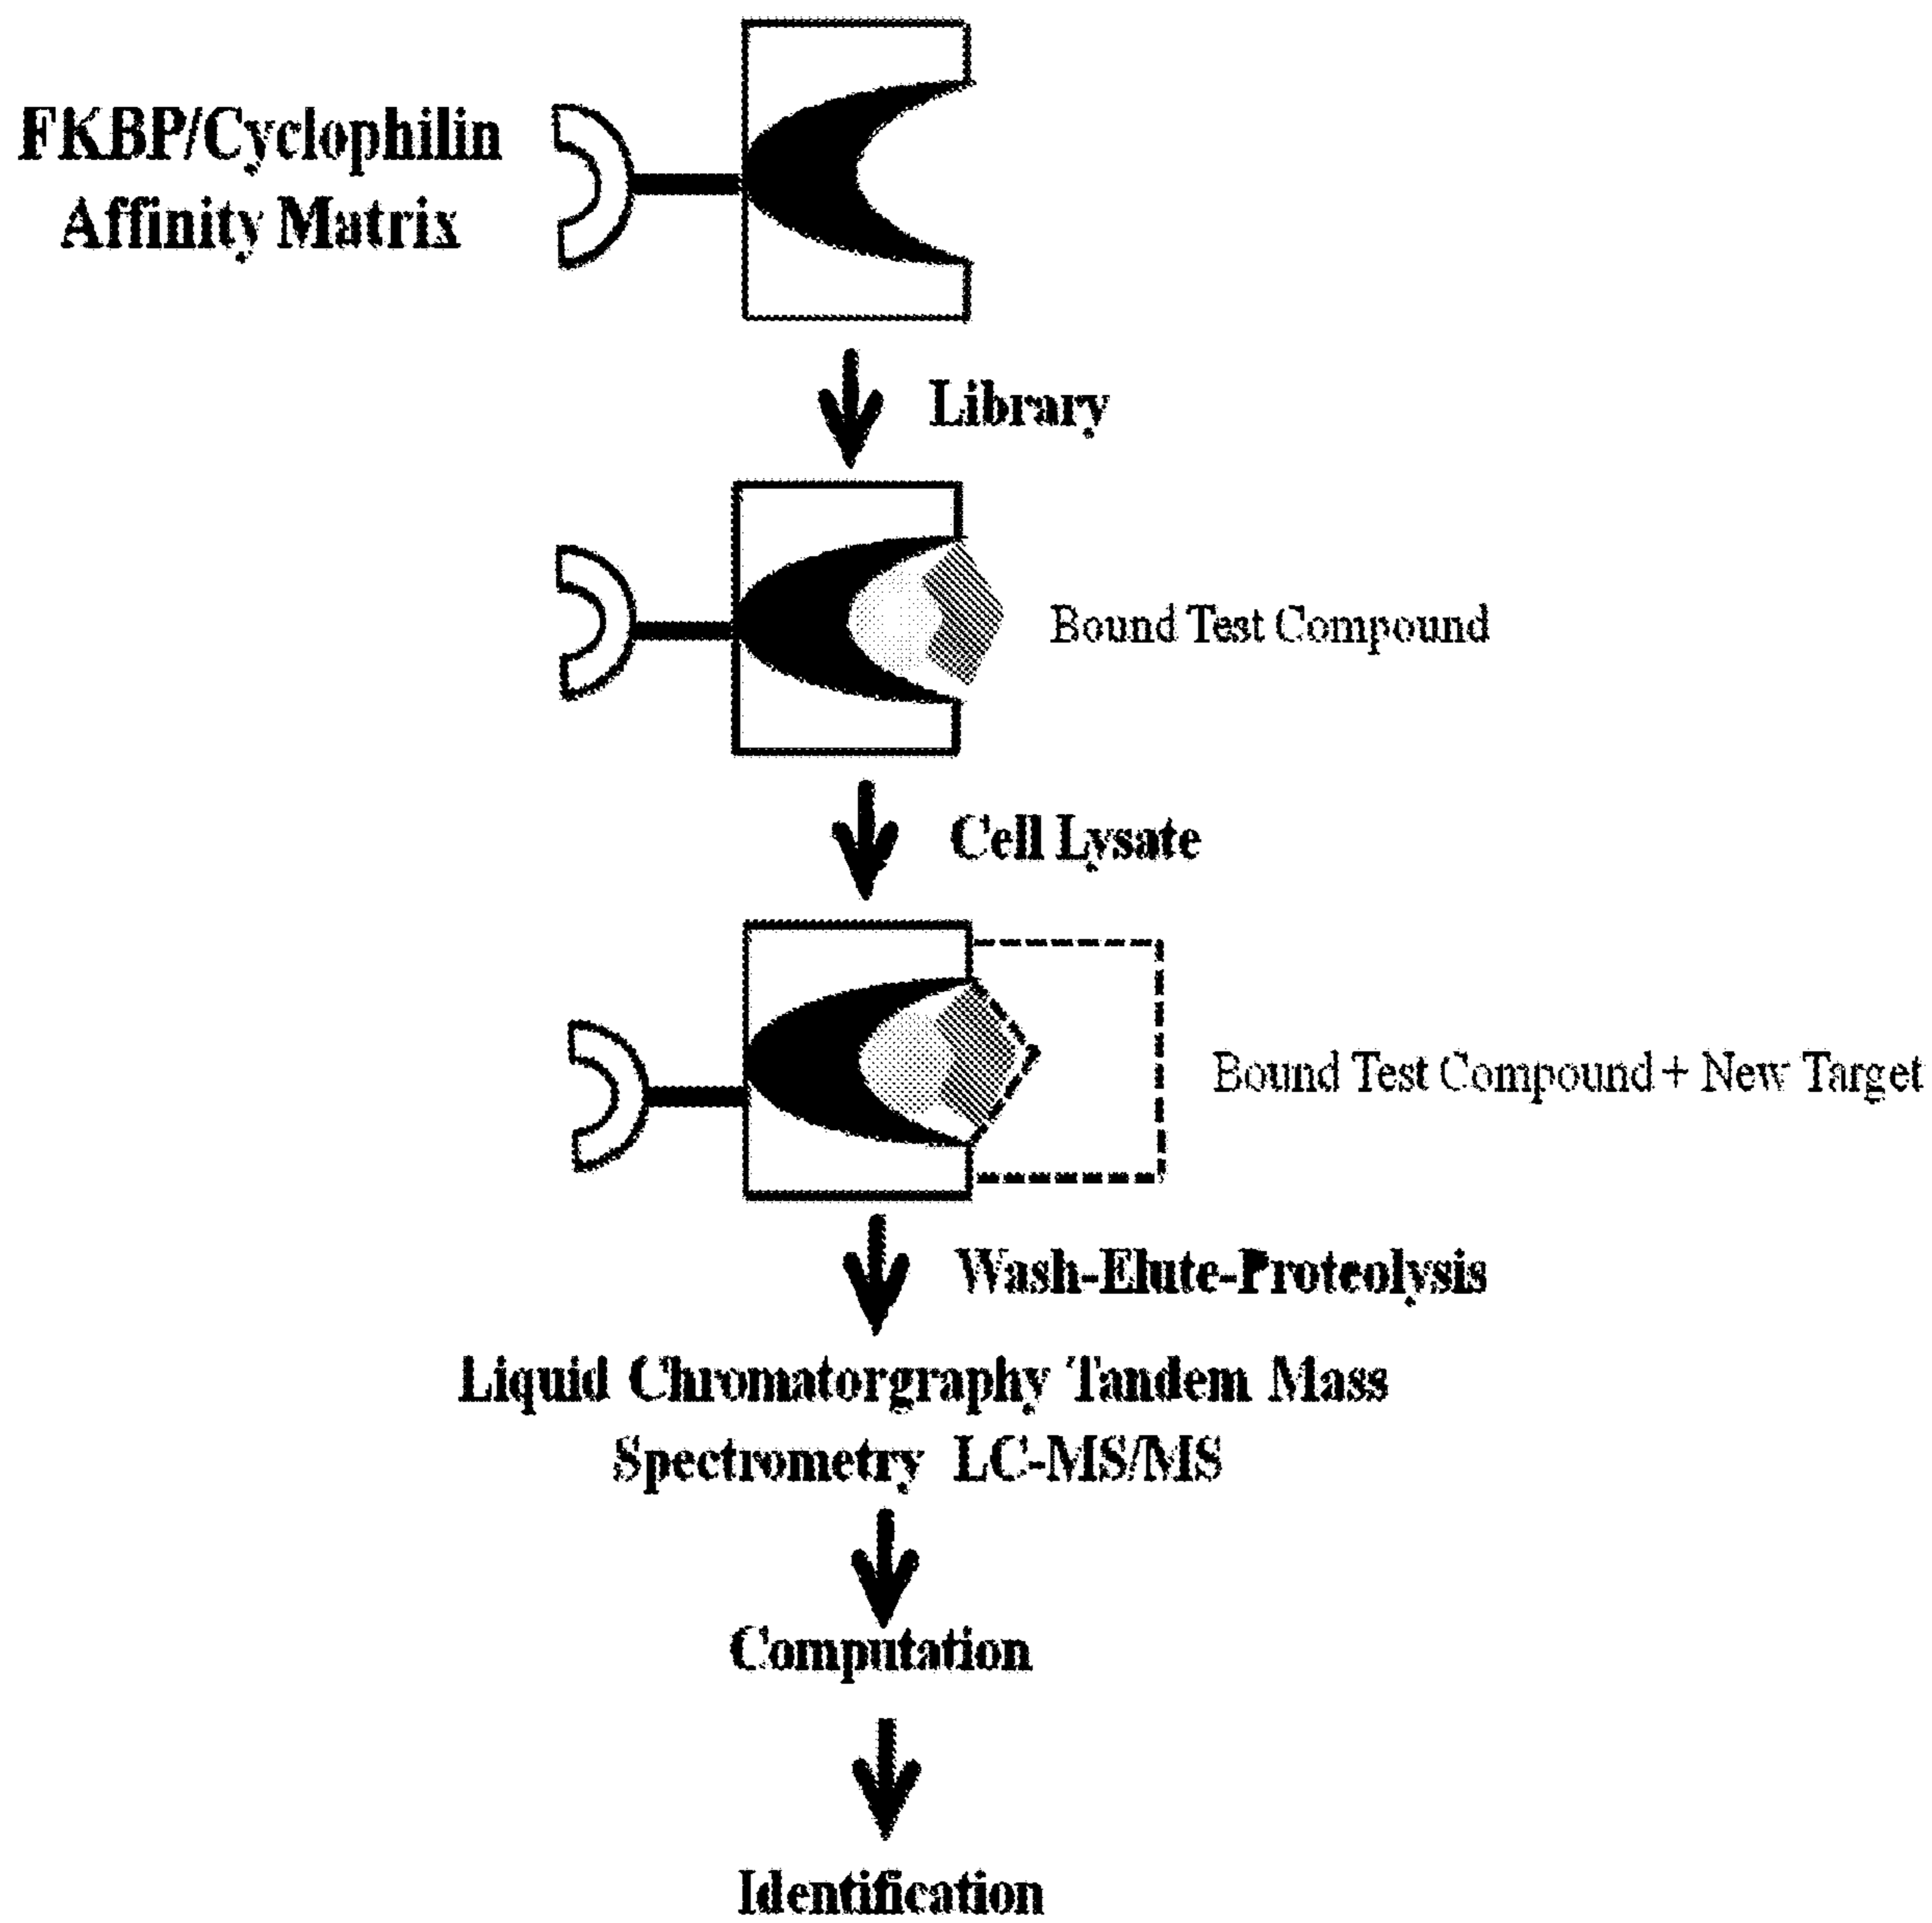 FKBP/Cyclophilin
Affinity Matrix
Library
Bound Test Compound
Cell Lysate
Bound Test Compound + New Target
Wash-Elute-Proteolysis
Liquid Chromatorgraphy Tandem Mass
Spectrometry LC-MS/MS
Computation
Identification